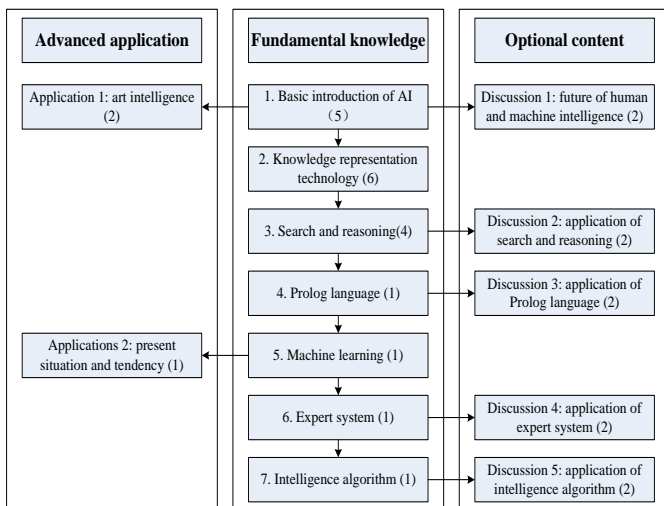 Advanced application
Fundamental knowledge
Optional content
Application 1: art intelligence
(2)
1. Basic introduction of AI
（5）
Discussion 1: future of human
and machine intelligence (2)
2. Knowledge representation
technology (6)
3. Search and reasoning(4)
Discussion 2: application of
search and reasoning (2)
4. Prolog language (1)
Discussion 3: application of
Prolog language (2)
Applications 2: present
situation and tendency (1)
5. Machine learning (1)
6. Expert system (1)
Discussion 4: application of
expert system (2)
7. Intelligence algorithm (1)
Discussion 5: application of
intelligence algorithm (2)